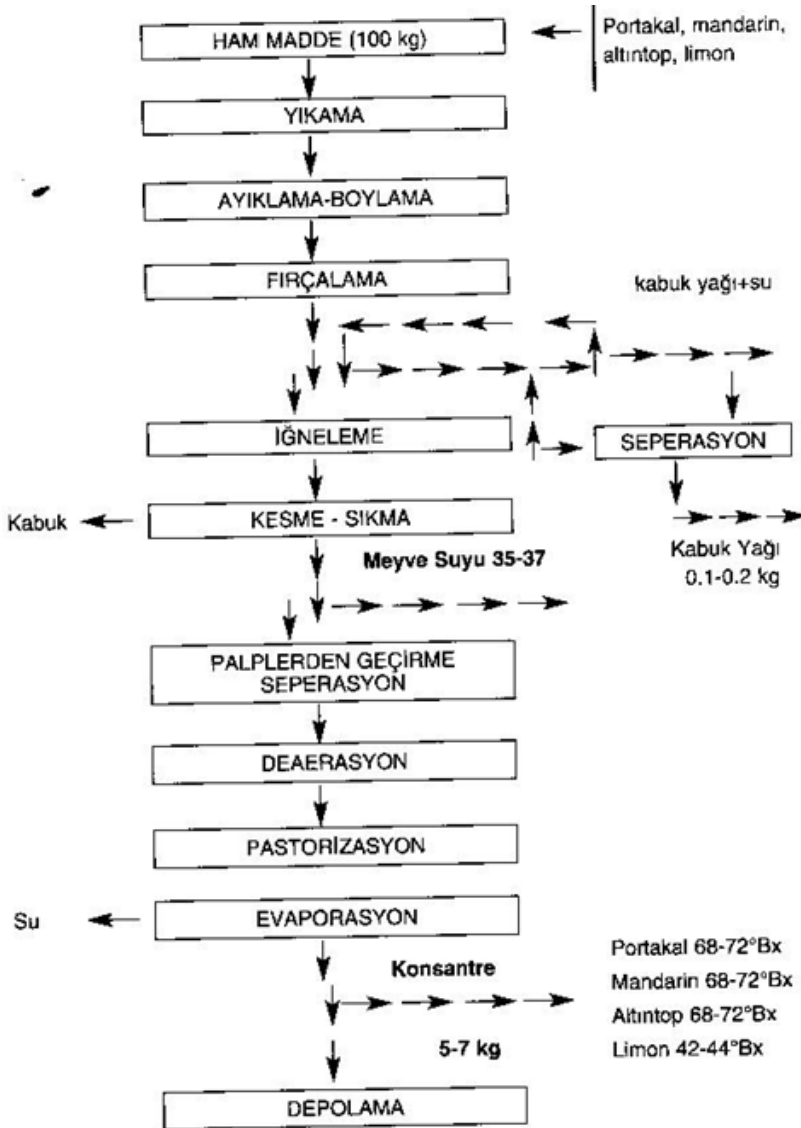 HAM MADDE (100 kg)
Portakal, mandarin,
altıntop, limon
YIKAMA
AYIKLAMA-BOYLAMA
FIRÇALAMA
kabuk yağı+su
İĞNELEME
SEPERASYON
Kabuk
KESME - SIKMA
Meyve Suyu 35-37
Kabuk Yağı
0.1-0.2 kg
PALPLERDEN GEÇİRME
SEPERASYON
DEAERASYON
PASTORİZASYON
Su
EVAPORASYON
Konsantre
Portakal 68-72°Bx
Mandarin 68-72°Bx
Altıntop 68-72°Bx
Limon 42-44°Bx
5-7 kg
DEPOLAMA